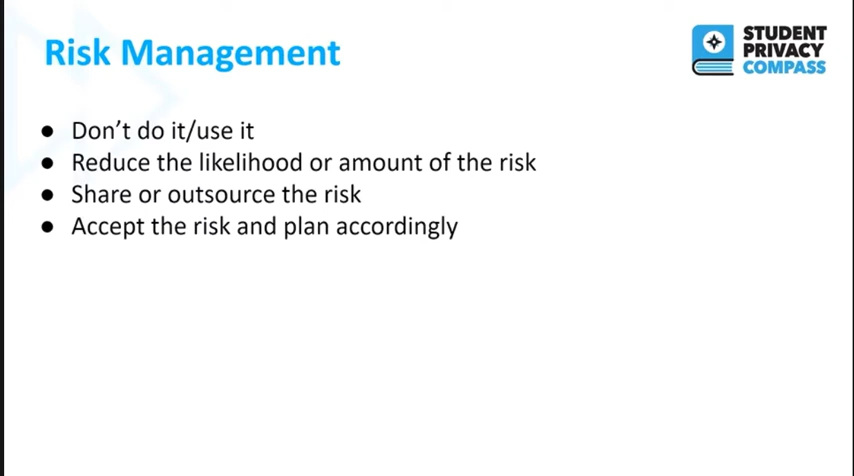 Risk Management
STUDENT
PRIVACY
COMPASS
● Don’t do it/use it
● Reduce the likelihood or amount of the risk
● Share or outsource the risk
● Accept the risk and plan accordingly